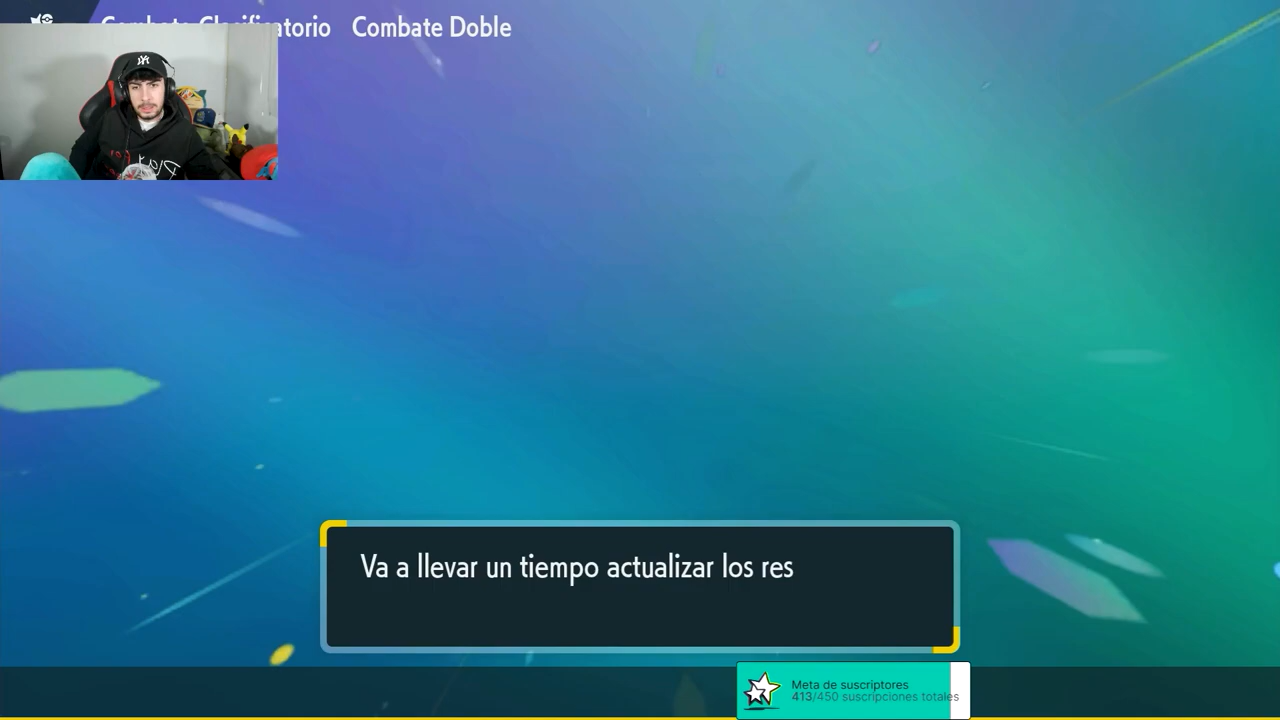 Combate Clasificatorio Combate Doble
Va a llevar un tiempo actualizar los res
Meta de suscriptores
413/450 suscripciones totales